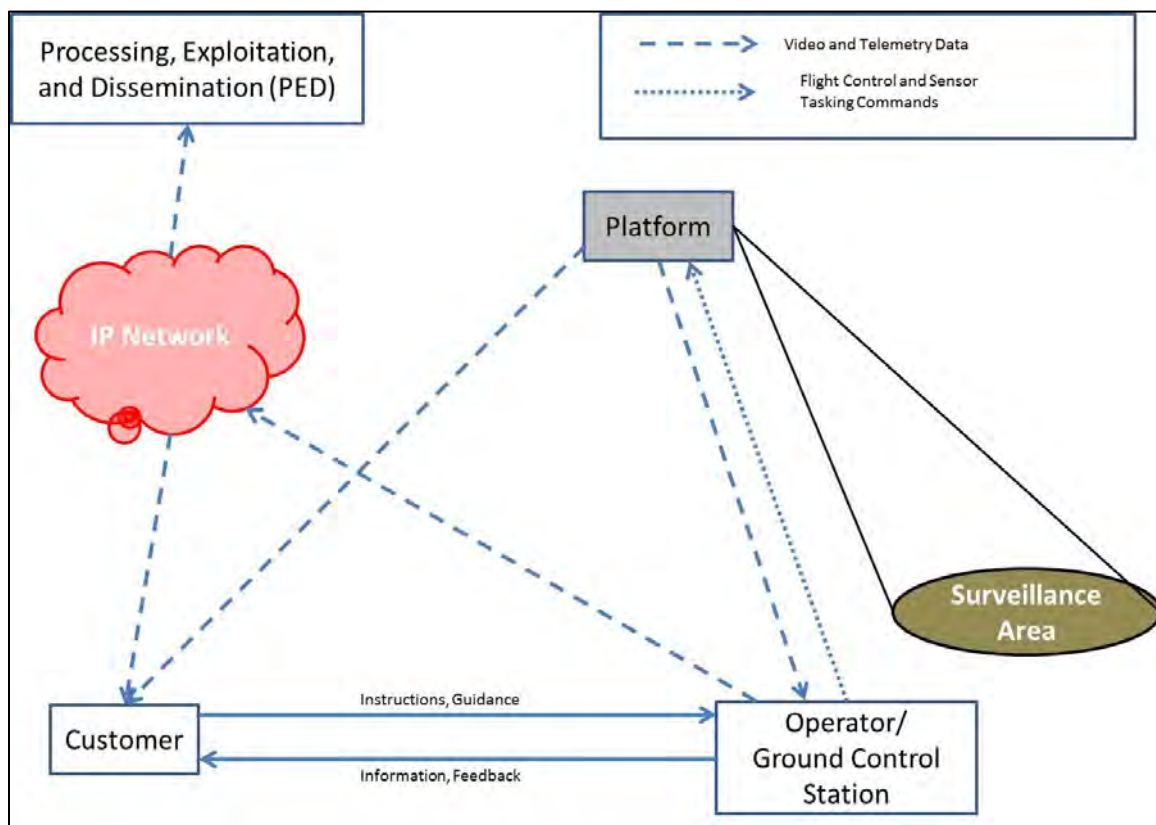 Processing, Exploitation,
and Dissemination (PED)
Video and Telemetry Data
Flight Control and Sensor
Tasking Commands
Platform
IP Network
Surveillance
Area
Instructions, Guidance
Customer
Operator/
Ground Control
Station
Information, Feedback